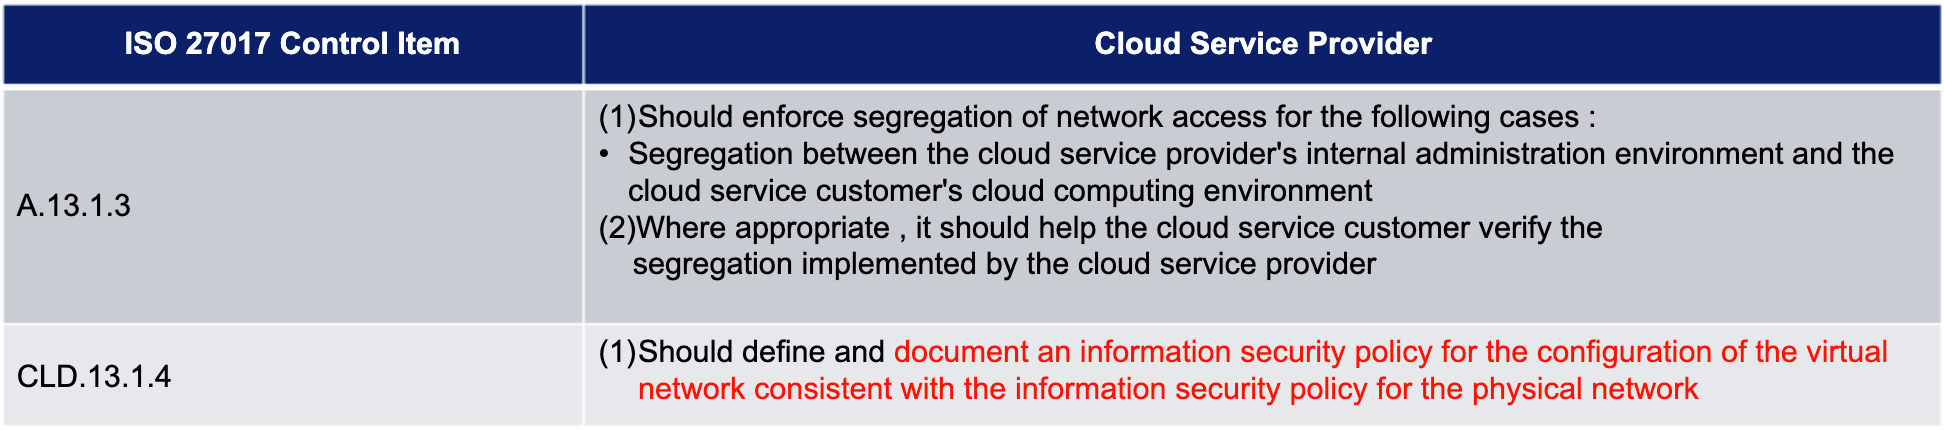 ISO 27017 Control Item
Cloud Service Provider
A.13.1.3
(1)Should enforce segregation of network access for the following cases :
• Segregation between the cloud service provider's internal administration environment and the
cloud service customer's cloud computing environment
(2)Where appropriate , it should help the cloud service customer verify the
segregation implemented by the cloud service provider
CLD.13.1.4
(1)Should define and document an information security policy for the configuration of the virtual
network consistent with the information security policy for the physical network